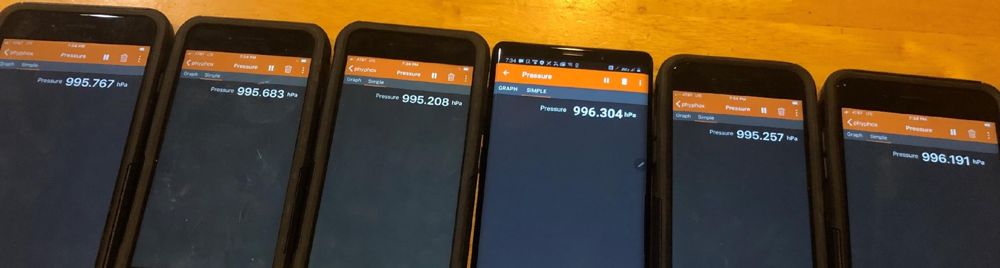 AT&T LTE
7:34 PM
phyphox Pressure
Graph Simple
Pressure 995.767 hPa
AT&T LTE
7:34 PM
phyphox Pressure
Graph Simple
Pressure 995.683 hPa
AT&T LTE
7:34 PM
phyphox Pressure
Graph Simple
Pressure 995.208 hPa
7:34
Pressure
GRAPH SIMPLE
Pressure 996.304 hPa
AT&T LTE
7:34 PM
phyphox Pressure
Graph Simple
Pressure 995.257 hPa
AT&T LTE
7:34 PM
phyphox Pressure
Graph Simple
Pressure 996.191 hPa